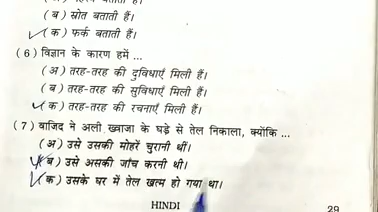 (ब) स्रोत बताती हैं।
(क) फर्क बताती हैं।
(6) विज्ञान के कारण हमें ...
(अ) तरह-तरह की दुविधाएँ मिली हैं।
(ब) तरह-तरह की सुविधाएँ मिली हैं।
(क) तरह-तरह की रचनाएँ मिली हैं।
(7) वाजिद ने अली ख्वाजा के घड़े से तेल निकाला, क्योंकि ...
(अ) उसे उसकी मोहरें चुरानी थीं।
(ब) उसे असकी जाँच करनी थी।
(क) उसके घर में तेल खत्म हो गया था।
HINDI
29